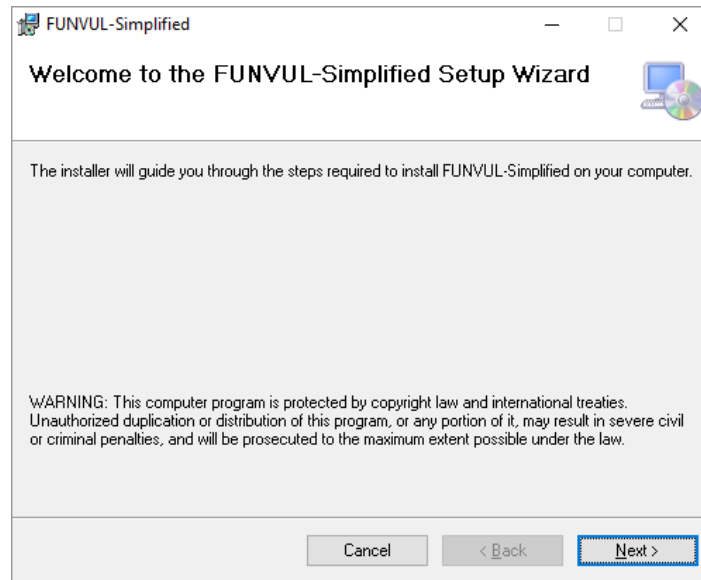 FUNVUL-Simplified
Welcome to the FUNVUL-Simplified Setup Wizard
The installer will guide you through the steps required to install FUNVUL-Simplified on your computer.
WARNING: This computer program is protected by copyright law and international treaties.
Unauthorized duplication or distribution of this program, or any portion of it, may result in severe civil
or criminal penalties, and will be prosecuted to the maximum extent possible under the law.
Cancel
< Back
Next >